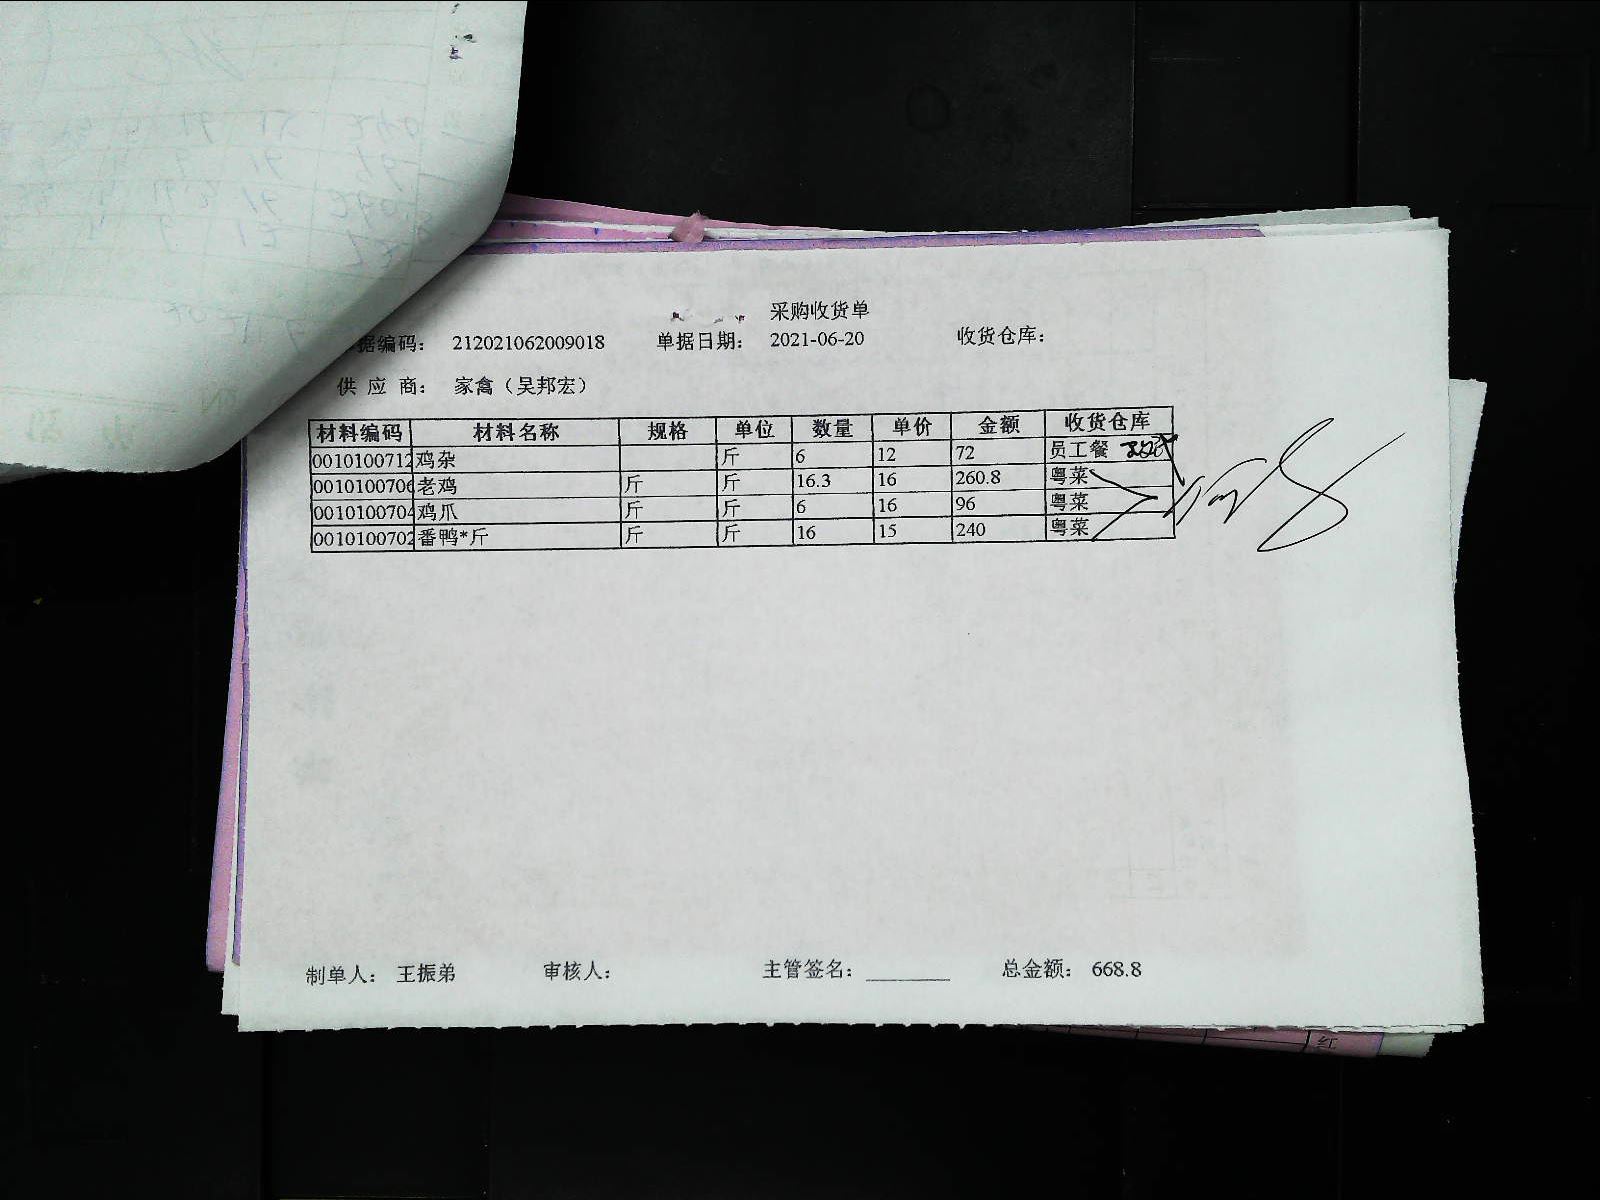 采购收货单
据编码： 212021062009018 单据日期： 2021-06-20 收货仓库：
供 应 商： 家禽（吴邦宏）
材料编码 材料名称 规格 单位 数量 单价 金额 收货仓库
0010100712 鸡杂 斤 6 12 72 员工餐
0010100706 老鸡 斤 斤 16.3 16 260.8 粤菜
0010100704 鸡爪 斤 斤 6 16 96 粤菜
0010100702 番鸭*斤 斤 斤 16 15 240 粤菜
制单人： 王振弟 审核人： 主管签名： 总金额： 668.8
红